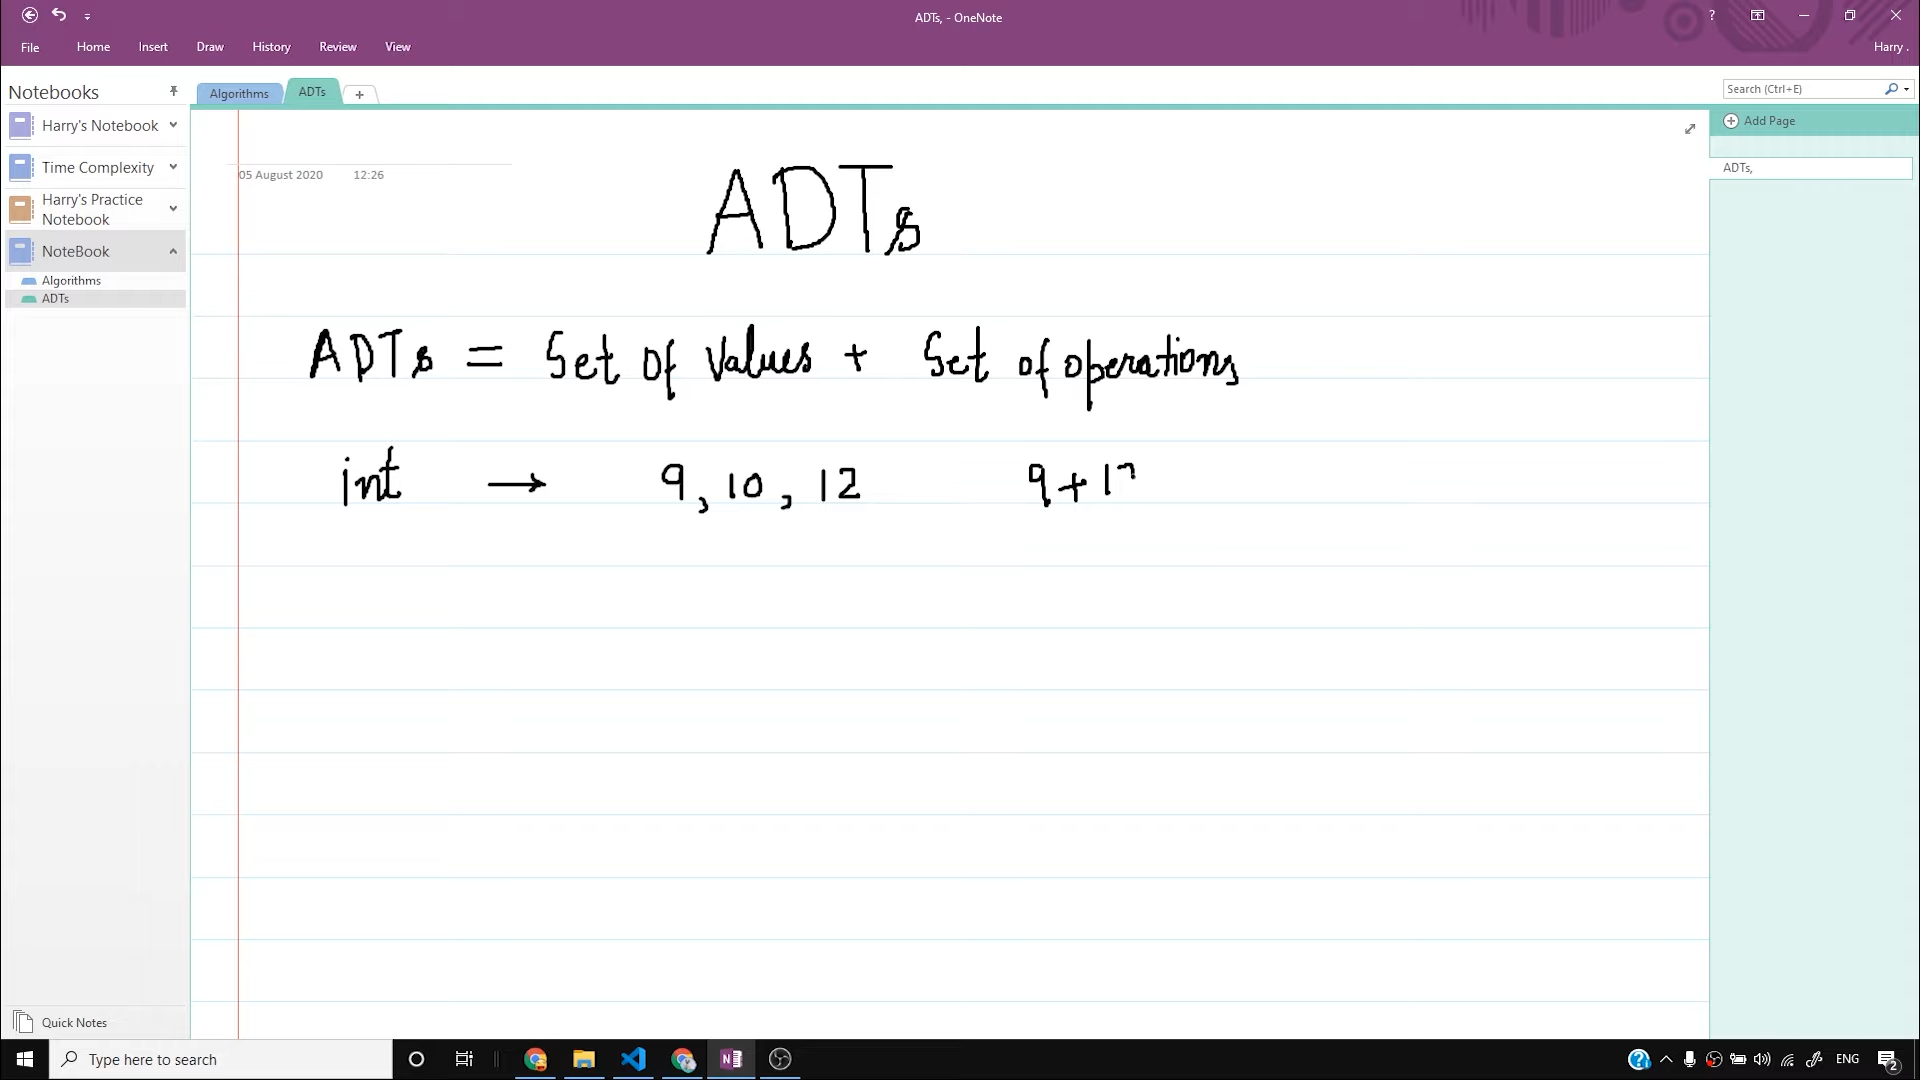 ADTs, - OneNote
?
File Home Insert Draw History Review View
Harry .
Notebooks
Algorithms ADTs +
Search (Ctrl+E)
Harry's Notebook
Add Page
Time Complexity
ADTs,
05 August 2020 12:26
ADTs
Harry's Practice
Notebook
NoteBook
Algorithms
ADTs
ADTs = Set of Values + Set of operations
int → 9, 10, 12 9+1
Quick Notes
Type here to search
ENG
2